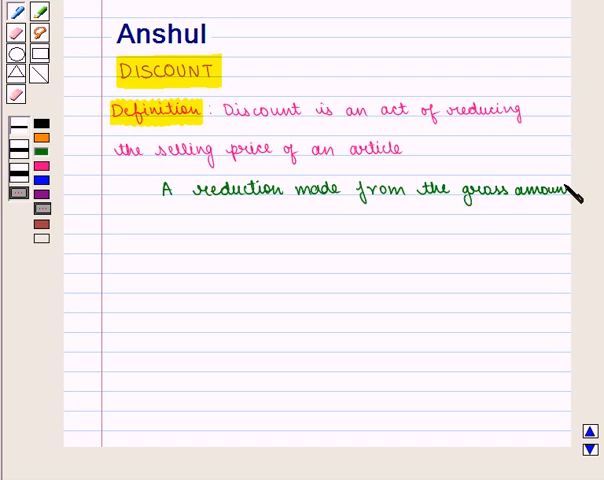 Anshul
DISCOUNT
Definition : Discount is an act of reducing
the selling price of an article
A reduction made from the gross amoun